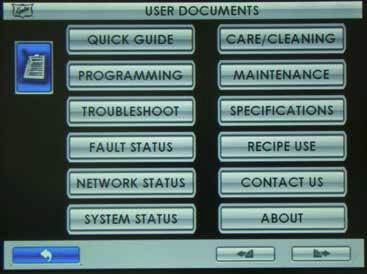 USER DOCUMENTS
QUICK GUIDE
CARE/CLEANING
PROGRAMMING
MAINTENANCE
TROUBLESHOOT
SPECIFICATIONS
FAULT STATUS
RECIPE USE
NETWORK STATUS
CONTACT US
SYSTEM STATUS
ABOUT